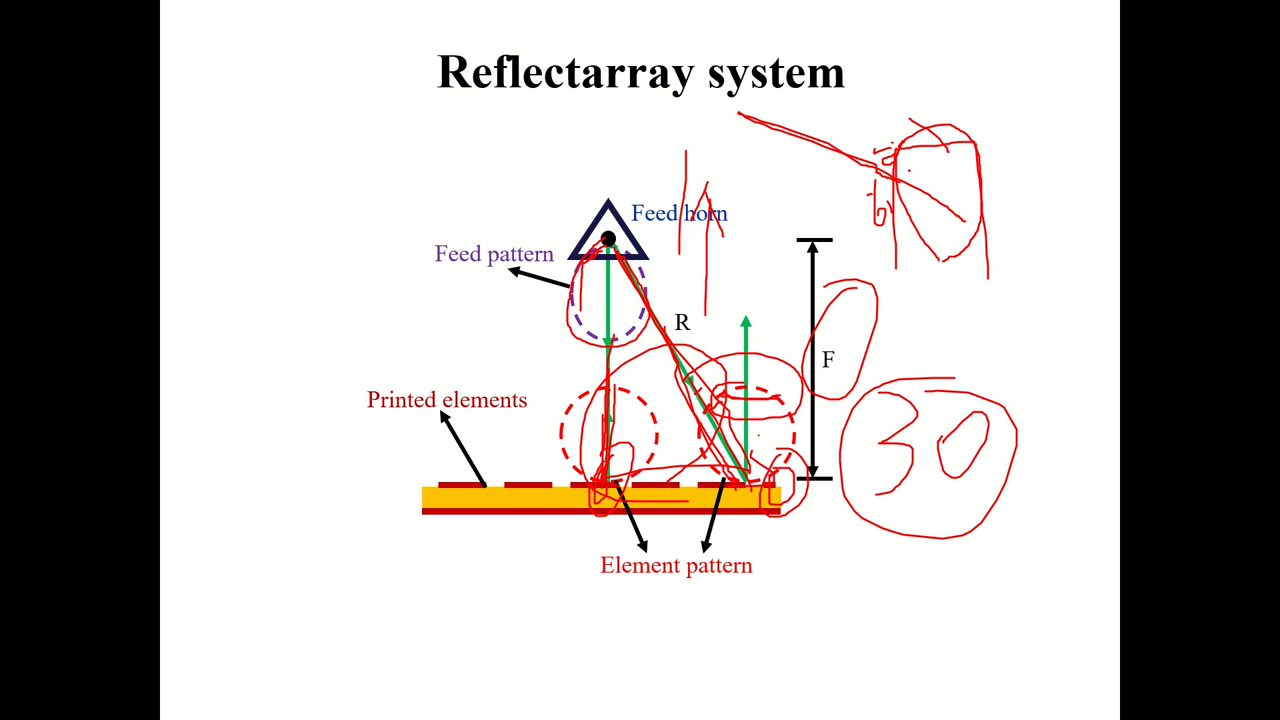 Reflectarray system
Feed horn
Feed pattern
R
F
Printed elements
30
Element pattern